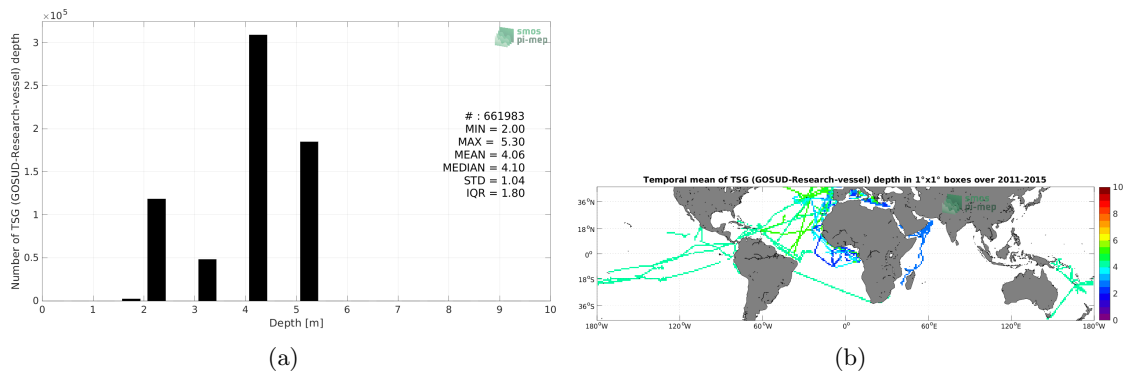 ×10⁵
3
2.5
2
1.5
1
0.5
0
Number of TSG (GOSUD-Research-vessel) depth
smos
pi-mep
# : 661983
MIN = 2.00
MAX = 5.30
MEAN = 4.06
MEDIAN = 4.10
STD = 1.04
IQR = 1.80
0 1 2 3 4 5 6 7 8 9 10
Depth [m]
(a)
Temporal mean of TSG (GOSUD-Research-vessel) depth in 1°x1° boxes over 2011-2015
smos
pi-mep
36°N
18°N
0°
18°S
36°S
180°W 120°W 60°W 0° 60°E 120°E 180°W
10
8
6
4
2
0
(b)